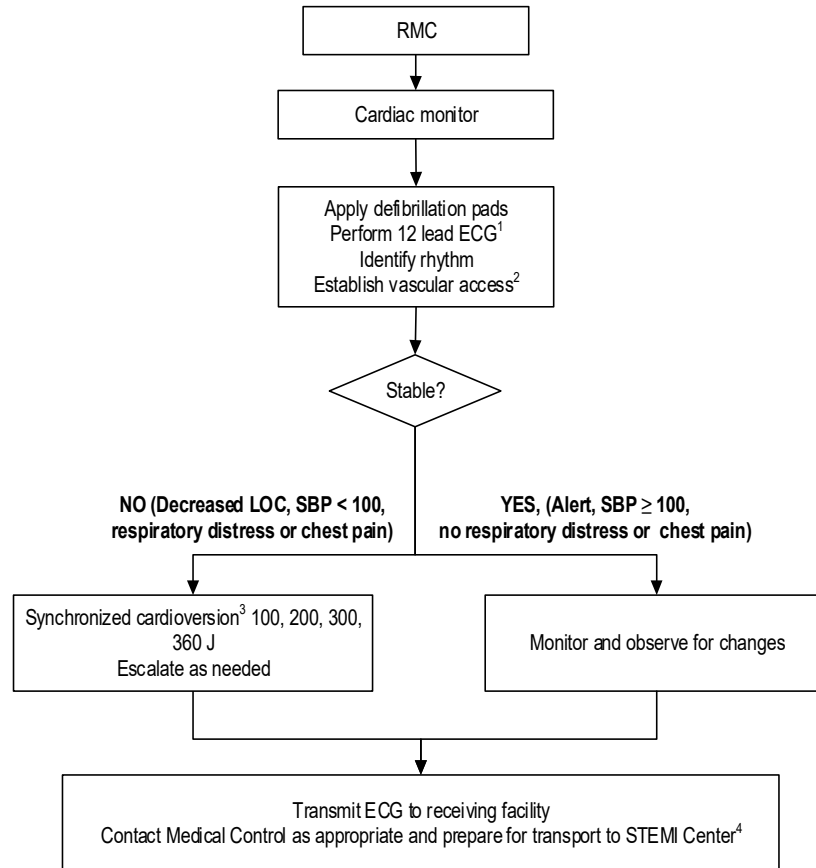 RMC
Cardiac monitor
Apply defibrillation pads
Perform 12 lead ECG¹
Identify rhythm
Establish vascular access²
Stable?
NO (Decreased LOC, SBP < 100,
respiratory distress or chest pain)
YES, (Alert, SBP ≥ 100,
no respiratory distress or chest pain)
Synchronized cardioversion³ 100, 200, 300,
360 J
Escalate as needed
Monitor and observe for changes
Transmit ECG to receiving facility
Contact Medical Control as appropriate and prepare for transport to STEMI Center⁴